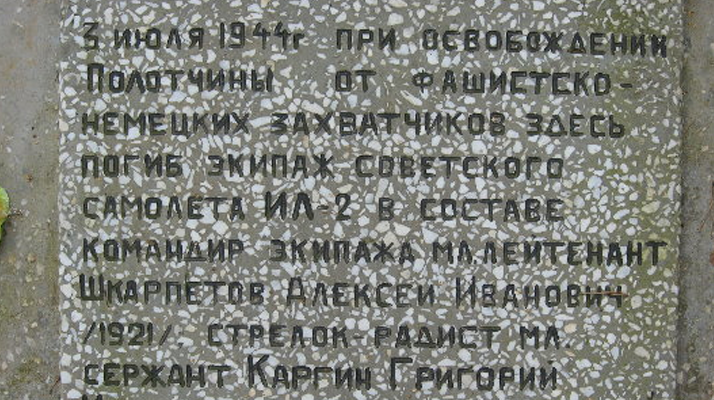 3 июля 1944г при освобождении
Полотчины от фашистско-
немецких захватчиков здесь
погиб экипаж советского
самолета ИЛ-2 в составе
командир экипажа мл.лейтенант
Шкарпетов Алексей Иванович
/1921/, стрелок-радист мл.
сержант Каргин Григорий